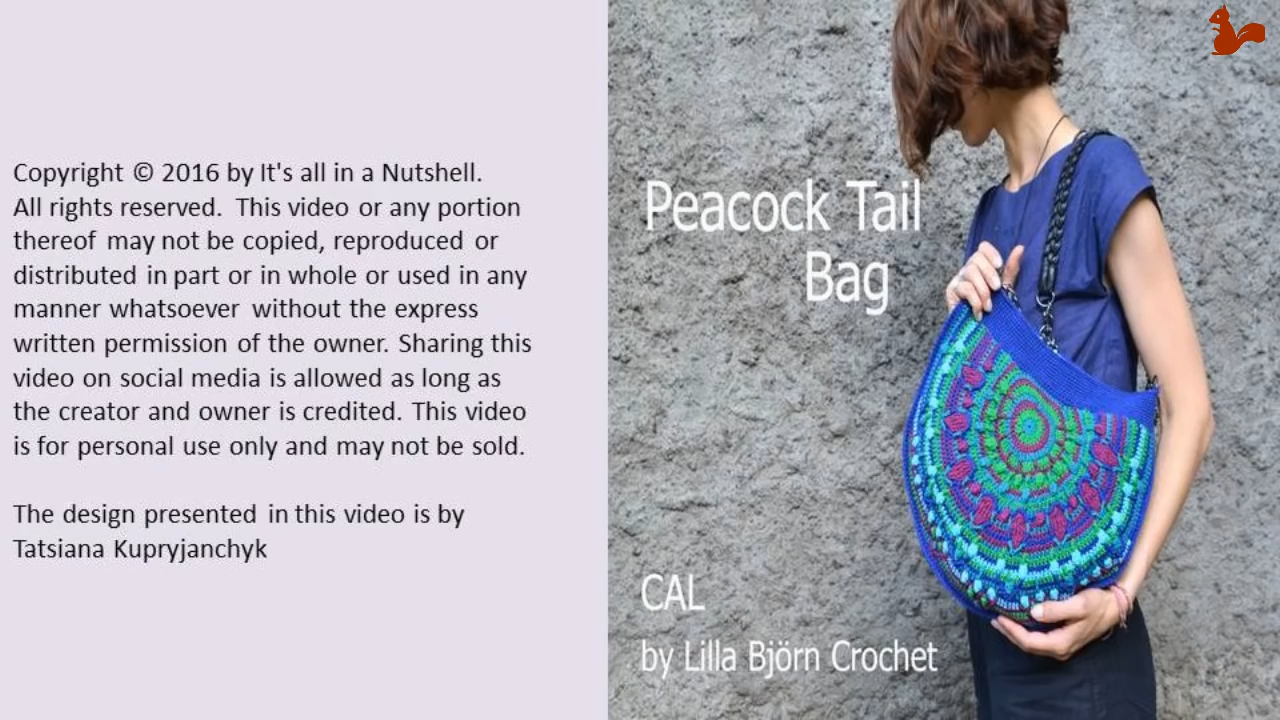 Copyright © 2016 by It's all in a Nutshell.
All rights reserved. This video or any portion
thereof may not be copied, reproduced or
distributed in part or in whole or used in any
manner whatsoever without the express
written permission of the owner. Sharing this
video on social media is allowed as long as
the creator and owner is credited. This video
is for personal use only and may not be sold.

The design presented in this video is by
Tatsiana Kupryjanchyk
Peacock Tail
Bag
CAL
by Lilla Björn Crochet